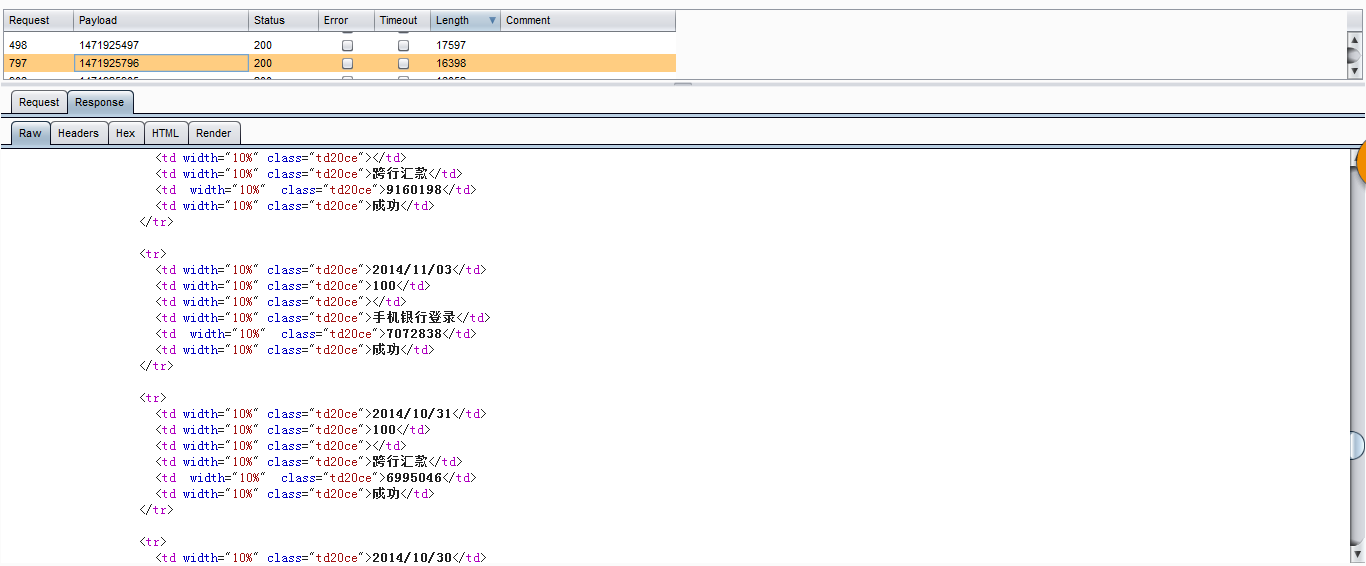 Request Payload Status Error Timeout Length Comment
498 1471925497 200 17597
797 1471925796 200 16398
Request Response
Raw Headers Hex HTML Render
<td width="10%" class="td20ce"></td>
<td width="10%" class="td20ce">跨行汇款</td>
<td  width="10%"  class="td20ce">9160198</td>
<td width="10%" class="td20ce">成功</td>
</tr>
<tr>
<td width="10%" class="td20ce">2014/11/03</td>
<td width="10%" class="td20ce">100</td>
<td width="10%" class="td20ce"></td>
<td width="10%" class="td20ce">手机银行登录</td>
<td  width="10%"  class="td20ce">7072838</td>
<td width="10%" class="td20ce">成功</td>
</tr>
<tr>
<td width="10%" class="td20ce">2014/10/31</td>
<td width="10%" class="td20ce">100</td>
<td width="10%" class="td20ce"></td>
<td width="10%" class="td20ce">跨行汇款</td>
<td  width="10%"  class="td20ce">6995046</td>
<td width="10%" class="td20ce">成功</td>
</tr>
<tr>
<td width="10%" class="td20ce">2014/10/30</td>